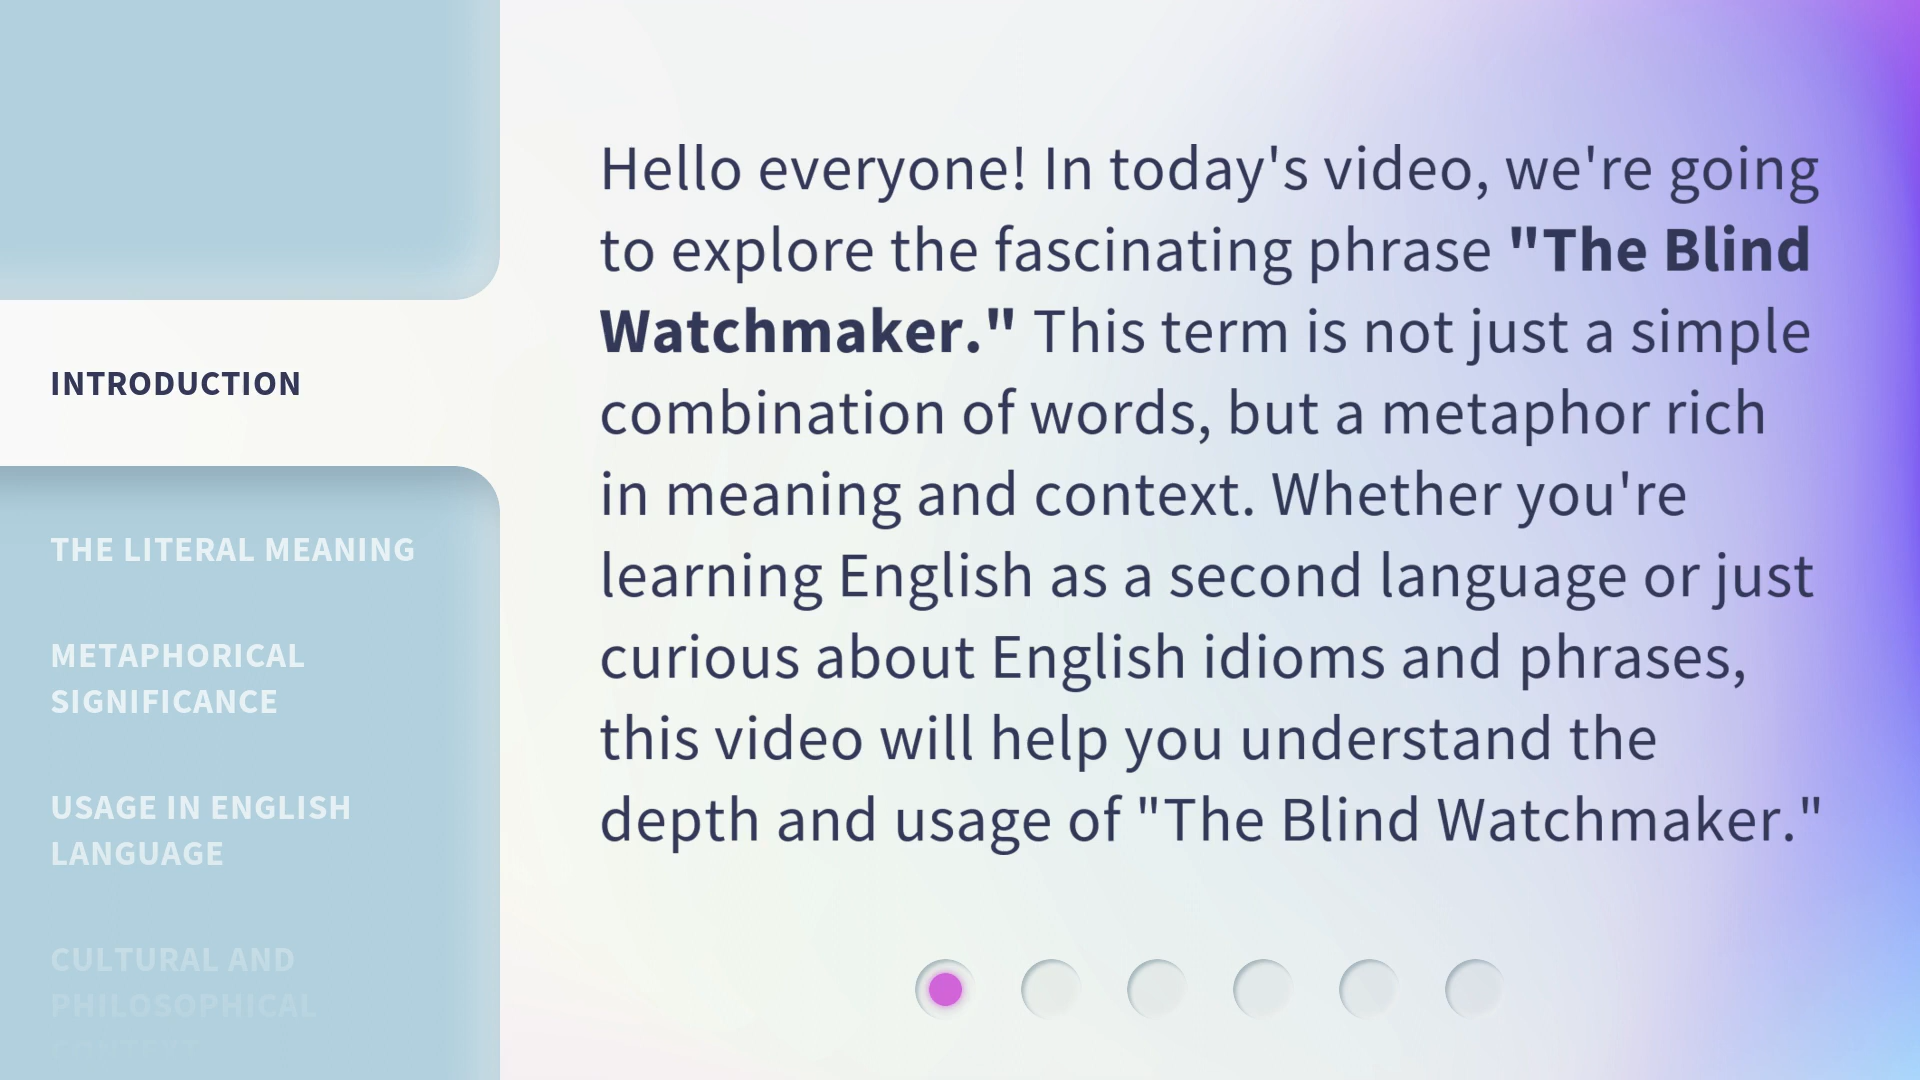 INTRODUCTION
THE LITERAL MEANING
METAPHORICAL
SIGNIFICANCE
USAGE IN ENGLISH
LANGUAGE
CULTURAL AND
PHILOSOPHICAL
CONTEXT
Hello everyone! In today's video, we're going
to explore the fascinating phrase "The Blind
Watchmaker." This term is not just a simple
combination of words, but a metaphor rich
in meaning and context. Whether you're
learning English as a second language or just
curious about English idioms and phrases,
this video will help you understand the
depth and usage of "The Blind Watchmaker."